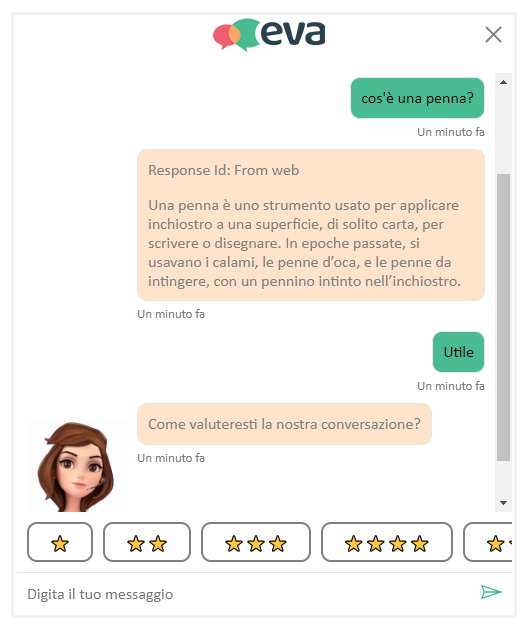 eva
cos'è una penna?
Un minuto fa
Response Id: From web
Una penna è uno strumento usato per applicare
inchiostro a una superficie, di solito carta, per
scrivere o disegnare. In epoche passate, si
usavano i calami, le penne d’oca, e le penne da
intingere, con un pennino intinto nell’inchiostro.
Un minuto fa
Utile
Un minuto fa
Come valuteresti la nostra conversazione?
Un minuto fa
Digita il tuo messaggio